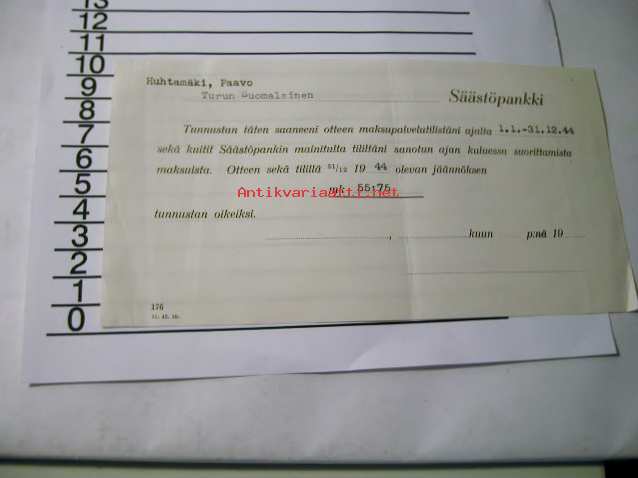 13
12
11
10
9
8
7
6
5
4
3
2
1
0
Huhtamäki, Paavo
Turun Suomalainen Säästöpankki
Tunnustan täten saaneeni otteen maksupalvelutilistäni ajalta 1.1.-31.12.44
sekä kuitit Säästöpankin mainitulta tililtäni sanotun ajan kuluessa suorittamista
maksuista. Otteen sekä tilillä 31/12 19 44 olevan jäännöksen
Antikvariaatti.net
mk 55:75
tunnustan oikeiksi.
, kuun p:nä 19
176